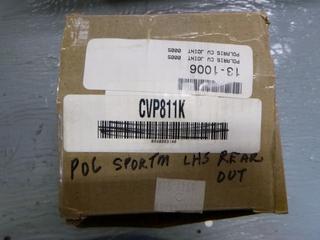 13-1006
POLARIS CV JOINT 0005
POLARIS CV JOINT 0005
CVP811K
POL SPORTM LHS REAR
OUT